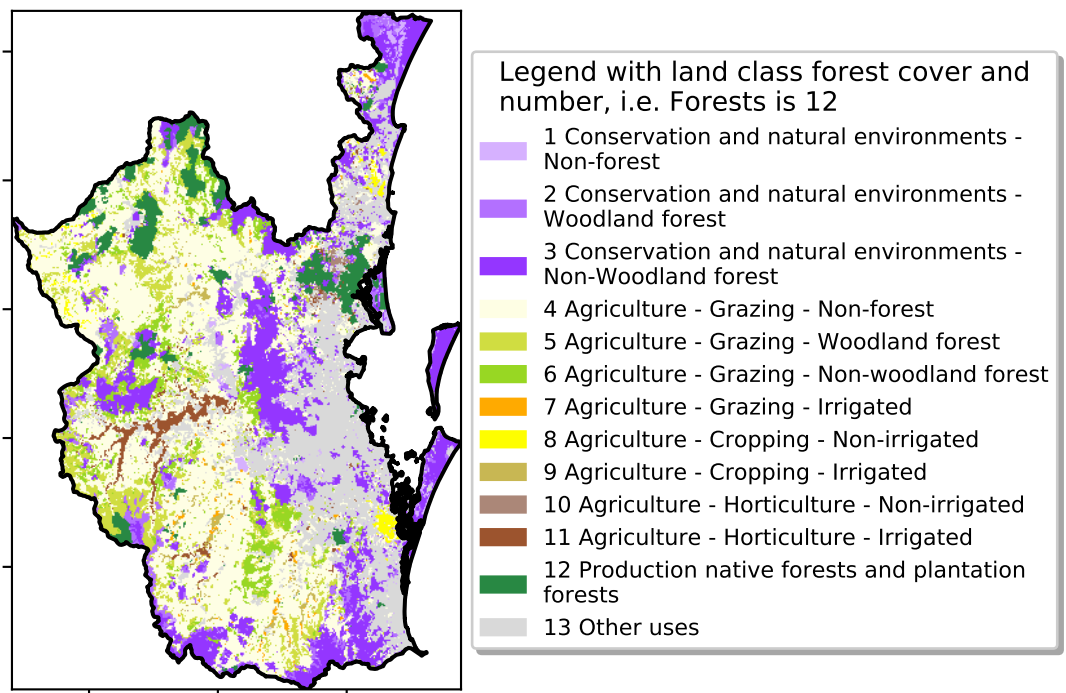 Legend with land class forest cover and
number, i.e. Forests is 12
1 Conservation and natural environments -
Non-forest
2 Conservation and natural environments -
Woodland forest
3 Conservation and natural environments -
Non-Woodland forest
4 Agriculture - Grazing - Non-forest
5 Agriculture - Grazing - Woodland forest
6 Agriculture - Grazing - Non-woodland forest
7 Agriculture - Grazing - Irrigated
8 Agriculture - Cropping - Non-irrigated
9 Agriculture - Cropping - Irrigated
10 Agriculture - Horticulture - Non-irrigated
11 Agriculture - Horticulture - Irrigated
12 Production native forests and plantation
forests
13 Other uses